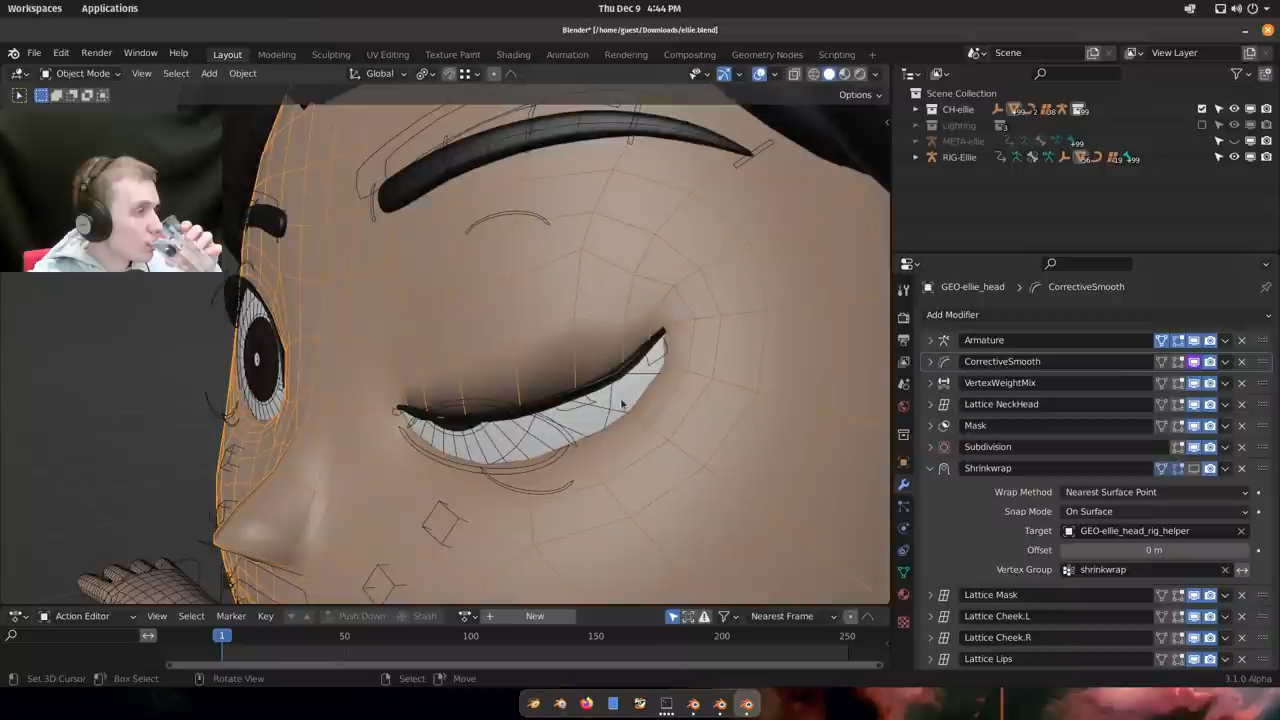 Workspaces Applications Thu Dec 9 4:44 PM
Blender* [/home/guest/Downloads/ellie.blend]
File Edit Render Window Help Layout Modeling Sculpting UV Editing Texture Paint Shading Animation Rendering Compositing Geometry Nodes Scripting + Scene View Layer
Object Mode View Select Add Object Global
Options
Scene Collection
CH-ellie
Lighting
META-ellie
RIG-Ellie
GEO-ellie_head > CorrectiveSmooth
Add Modifier
Armature
CorrectiveSmooth
VertexWeightMix
Lattice NeckHead
Mask
Subdivision
Shrinkwrap
Wrap Method Nearest Surface Point
Snap Mode On Surface
Target GEO-ellie_head_rig_helper
Offset 0 m
Vertex Group shrinkwrap
Lattice Mask
Lattice Cheek.L
Lattice Cheek.R
Lattice Lips
Action Editor View Select Marker Key Push Down Stash New Nearest Frame
1 50 100 150 200 250
Set 3D Cursor Box Select Rotate View Select Move 3.1.0 Alpha